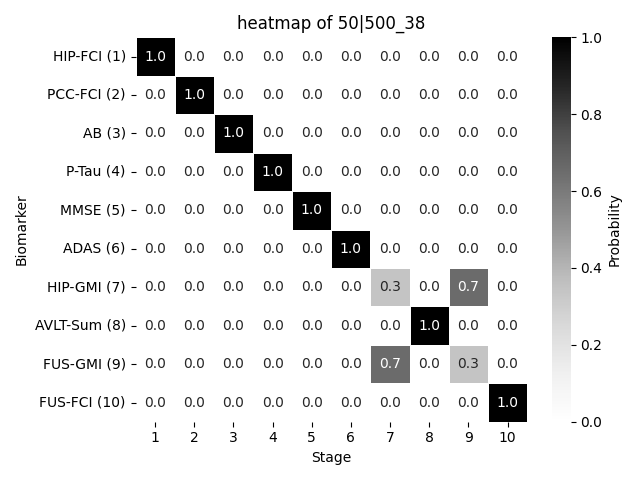 heatmap of 50|500_38
HIP-FCI (1) 1.0 0.0 0.0 0.0 0.0 0.0 0.0 0.0 0.0 0.0
PCC-FCI (2) 0.0 1.0 0.0 0.0 0.0 0.0 0.0 0.0 0.0 0.0
AB (3) 0.0 0.0 1.0 0.0 0.0 0.0 0.0 0.0 0.0 0.0
P-Tau (4) 0.0 0.0 0.0 1.0 0.0 0.0 0.0 0.0 0.0 0.0
MMSE (5) 0.0 0.0 0.0 0.0 1.0 0.0 0.0 0.0 0.0 0.0
ADAS (6) 0.0 0.0 0.0 0.0 0.0 1.0 0.0 0.0 0.0 0.0
HIP-GMI (7) 0.0 0.0 0.0 0.0 0.0 0.0 0.3 0.0 0.7 0.0
AVLT-Sum (8) 0.0 0.0 0.0 0.0 0.0 0.0 0.0 1.0 0.0 0.0
FUS-GMI (9) 0.0 0.0 0.0 0.0 0.0 0.0 0.7 0.0 0.3 0.0
FUS-FCI (10) 0.0 0.0 0.0 0.0 0.0 0.0 0.0 0.0 0.0 1.0
1 2 3 4 5 6 7 8 9 10
Stage
Biomarker
1.0
0.8
0.6
0.4
0.2
0.0
Probability